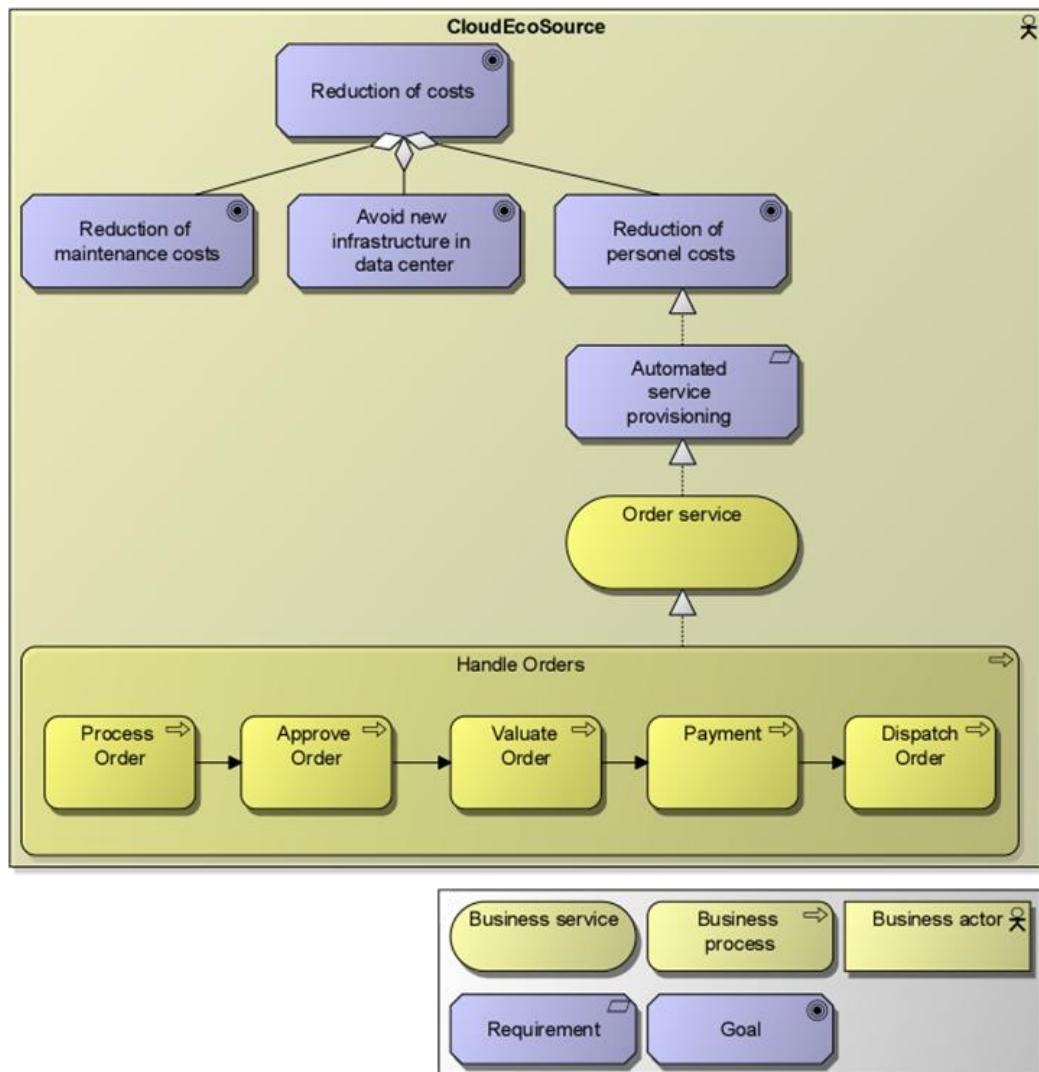 CloudEcoSource
Reduction of costs
Reduction of
maintenance costs
Avoid new
infrastructure in
data center
Reduction of
personel costs
Automated
service
provisioning
Order service
Handle Orders
Process
Order
Approve
Order
Valuate
Order
Payment
Dispatch
Order
Business service
Business
process
Business actor
Requirement
Goal